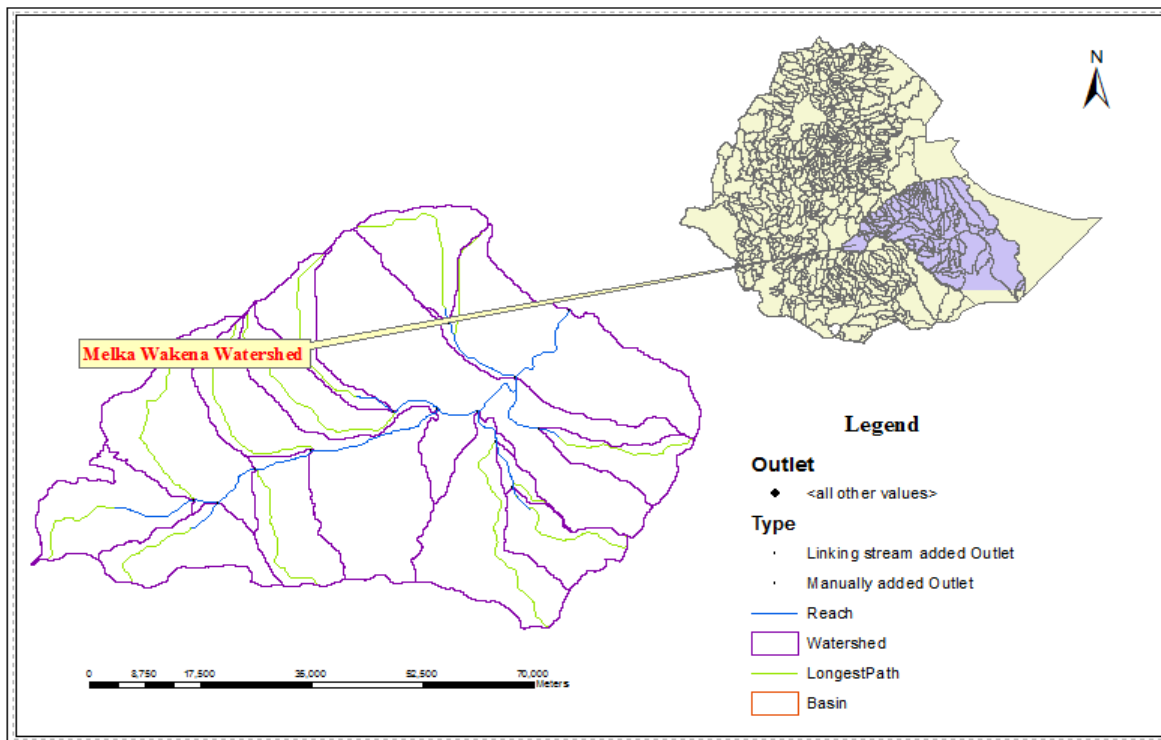 N
Melka Wakena Watershed
Legend
Outlet
<all other values>
Type
Linking stream added Outlet
Manually added Outlet
Reach
Watershed
LongestPath
Basin
0 8,750 17,500 35,000 52,500 70,000
Meters